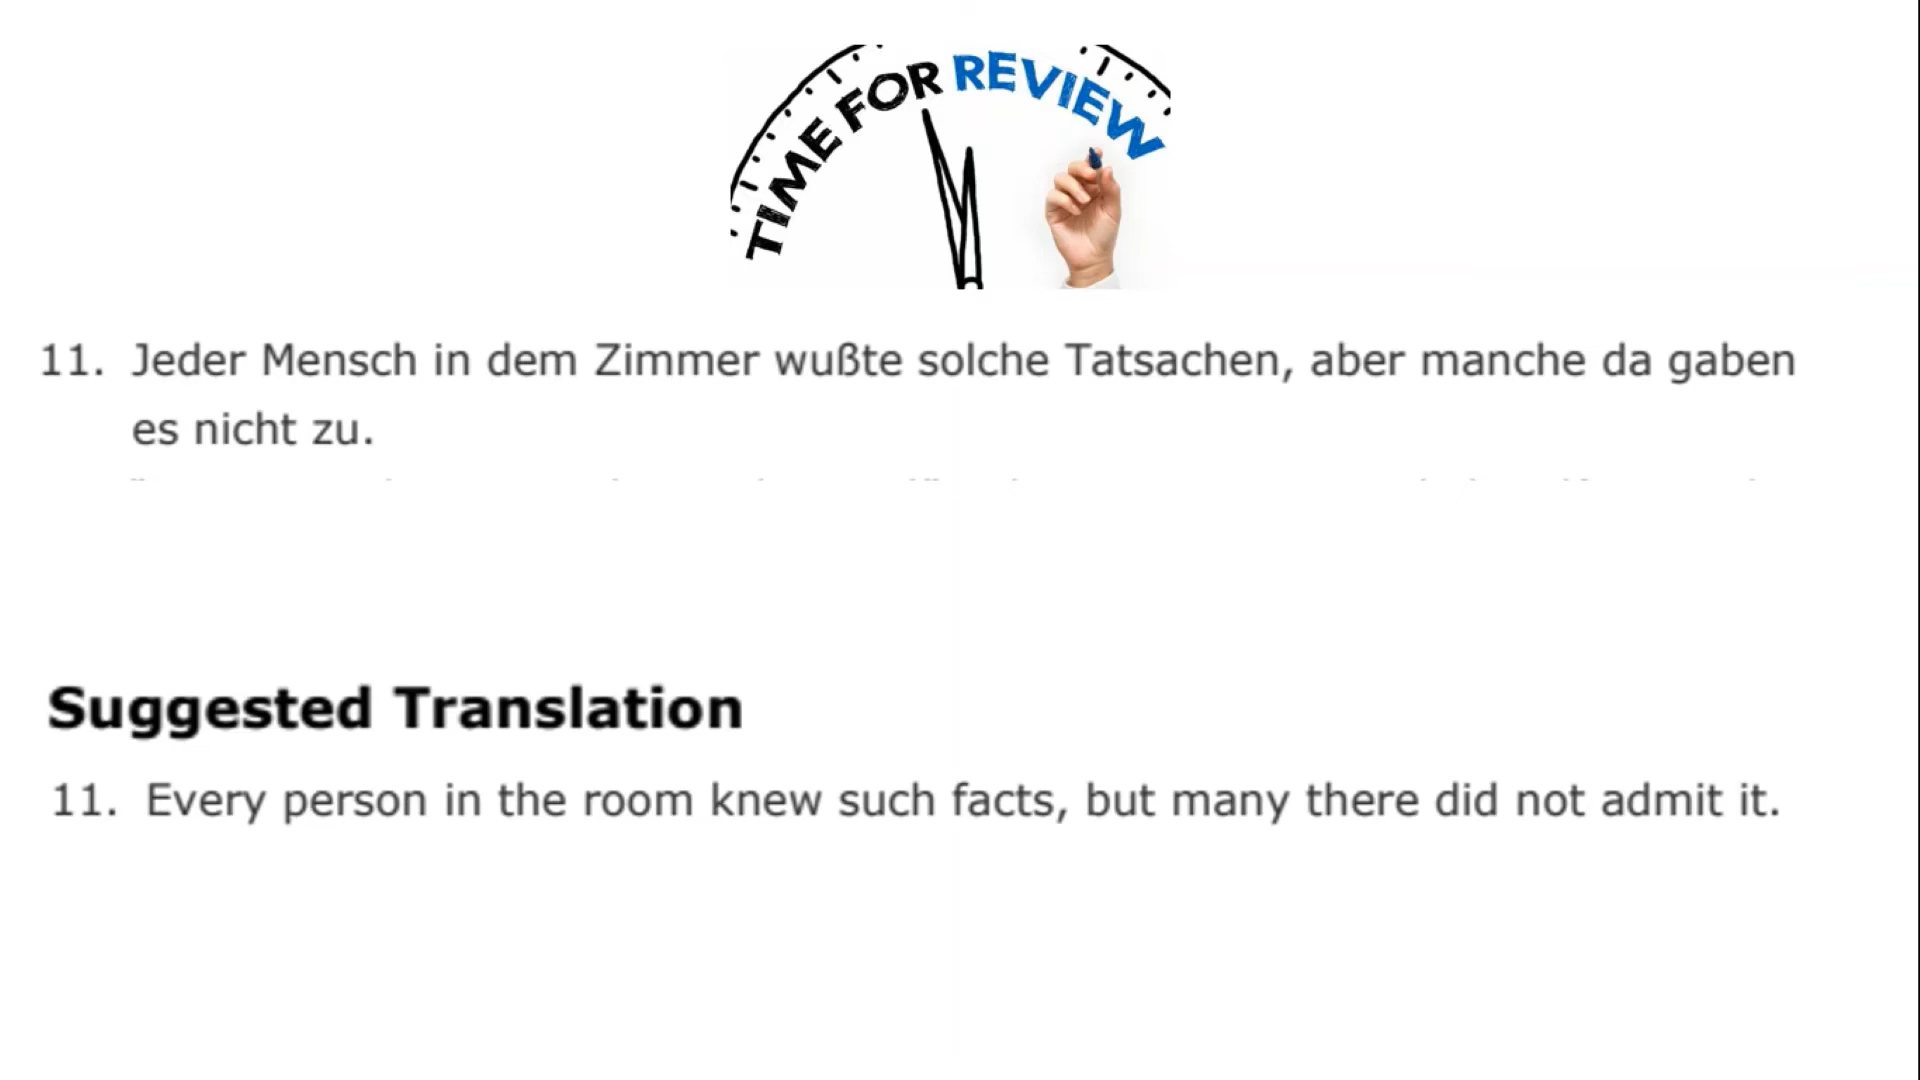 TIME FOR REVIEW
11. Jeder Mensch in dem Zimmer wußte solche Tatsachen, aber manche da gaben
es nicht zu.
Suggested Translation
11. Every person in the room knew such facts, but many there did not admit it.